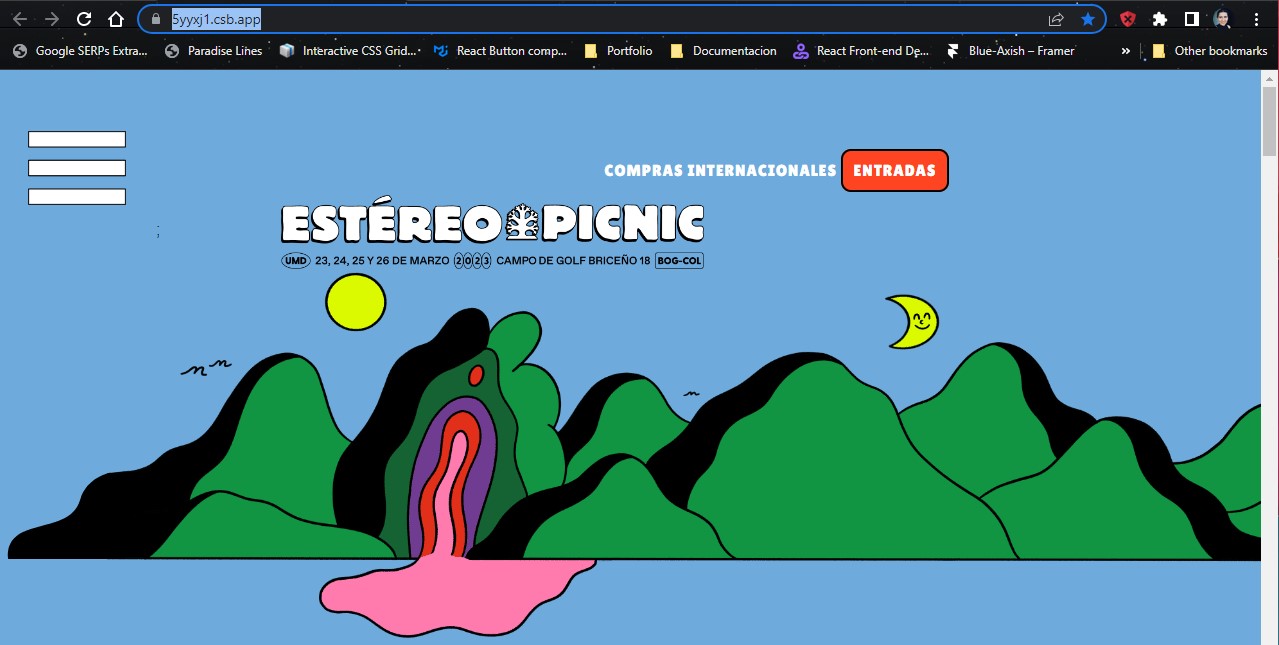 5yyxj1.csb.app
Google SERPs Extra... Paradise Lihes Interactive CSS Grid... React Button comp... Portfolio Documentacion React Front-end De... Blue-Axish – Framer » Other bookmarks
COMPRAS INTERNACIONALES ENTRADAS
;
ESTÉREO PICNIC
UMD 23, 24, 25 Y 26 DE MARZO 2023 CAMPO DE GOLF BRICEÑO 18 BOG-COL